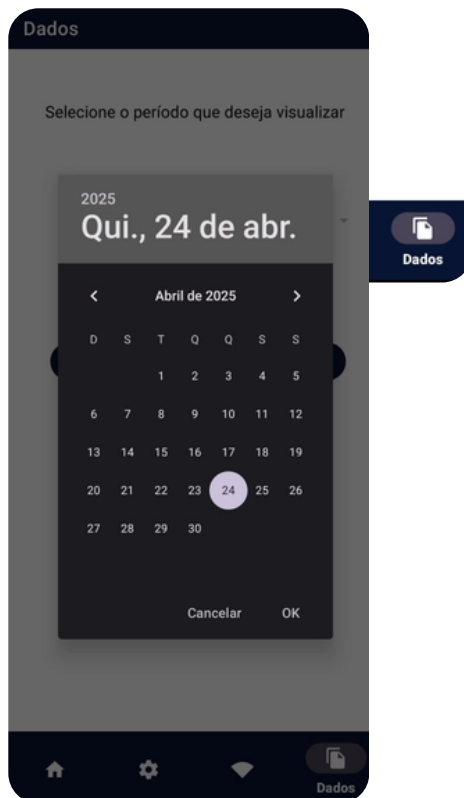 Dados
Selecione o período que deseja visualizar
2025
Qui., 24 de abr.
Abril de 2025
D S T Q Q S S
1 2 3 4 5
6 7 8 9 10 11 12
13 14 15 16 17 18 19
20 21 22 23 24 25 26
27 28 29 30
Cancelar OK
Dados
Dados